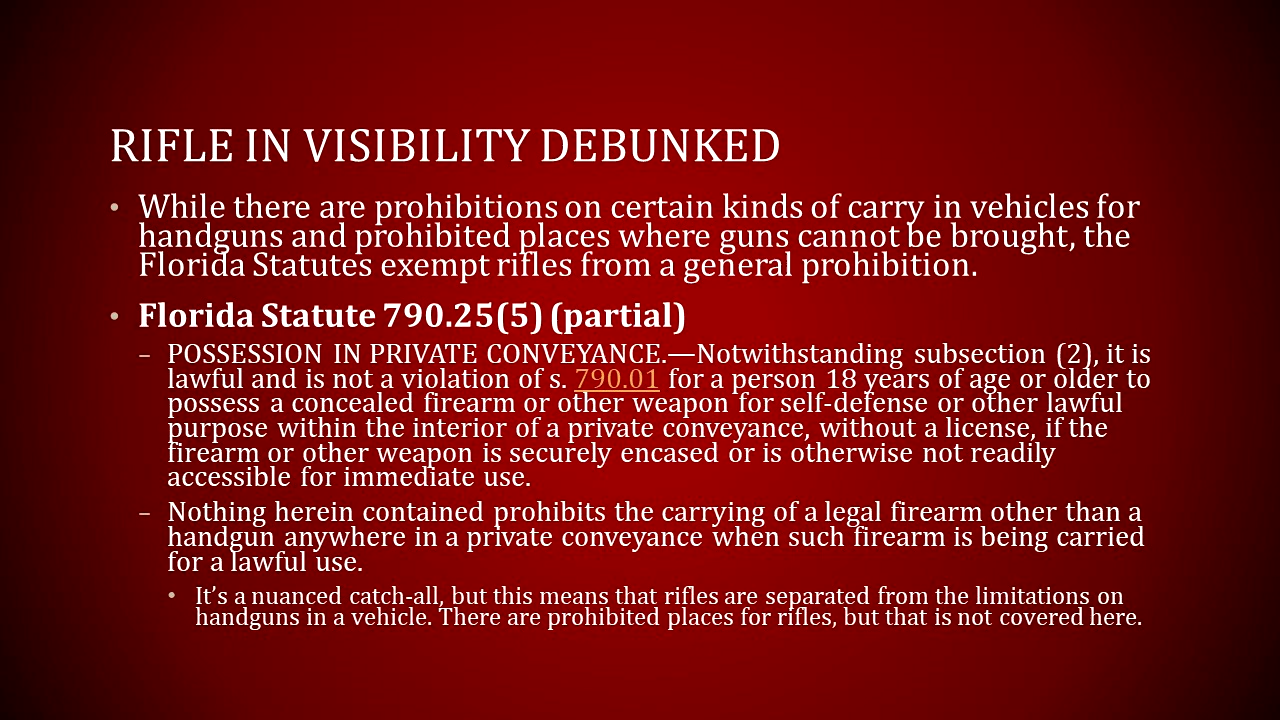 RIFLE IN VISIBILITY DEBUNKED
• While there are prohibitions on certain kinds of carry in vehicles for
handguns and prohibited places where guns cannot be brought, the
Florida Statutes exempt rifles from a general prohibition.
• Florida Statute 790.25(5) (partial)
– POSSESSION IN PRIVATE CONVEYANCE.—Notwithstanding subsection (2), it is
lawful and is not a violation of s. 790.01 for a person 18 years of age or older to
possess a concealed firearm or other weapon for self-defense or other lawful
purpose within the interior of a private conveyance, without a license, if the
firearm or other weapon is securely encased or is otherwise not readily
accessible for immediate use.
– Nothing herein contained prohibits the carrying of a legal firearm other than a
handgun anywhere in a private conveyance when such firearm is being carried
for a lawful use.
• It’s a nuanced catch-all, but this means that rifles are separated from the limitations on
handguns in a vehicle. There are prohibited places for rifles, but that is not covered here.